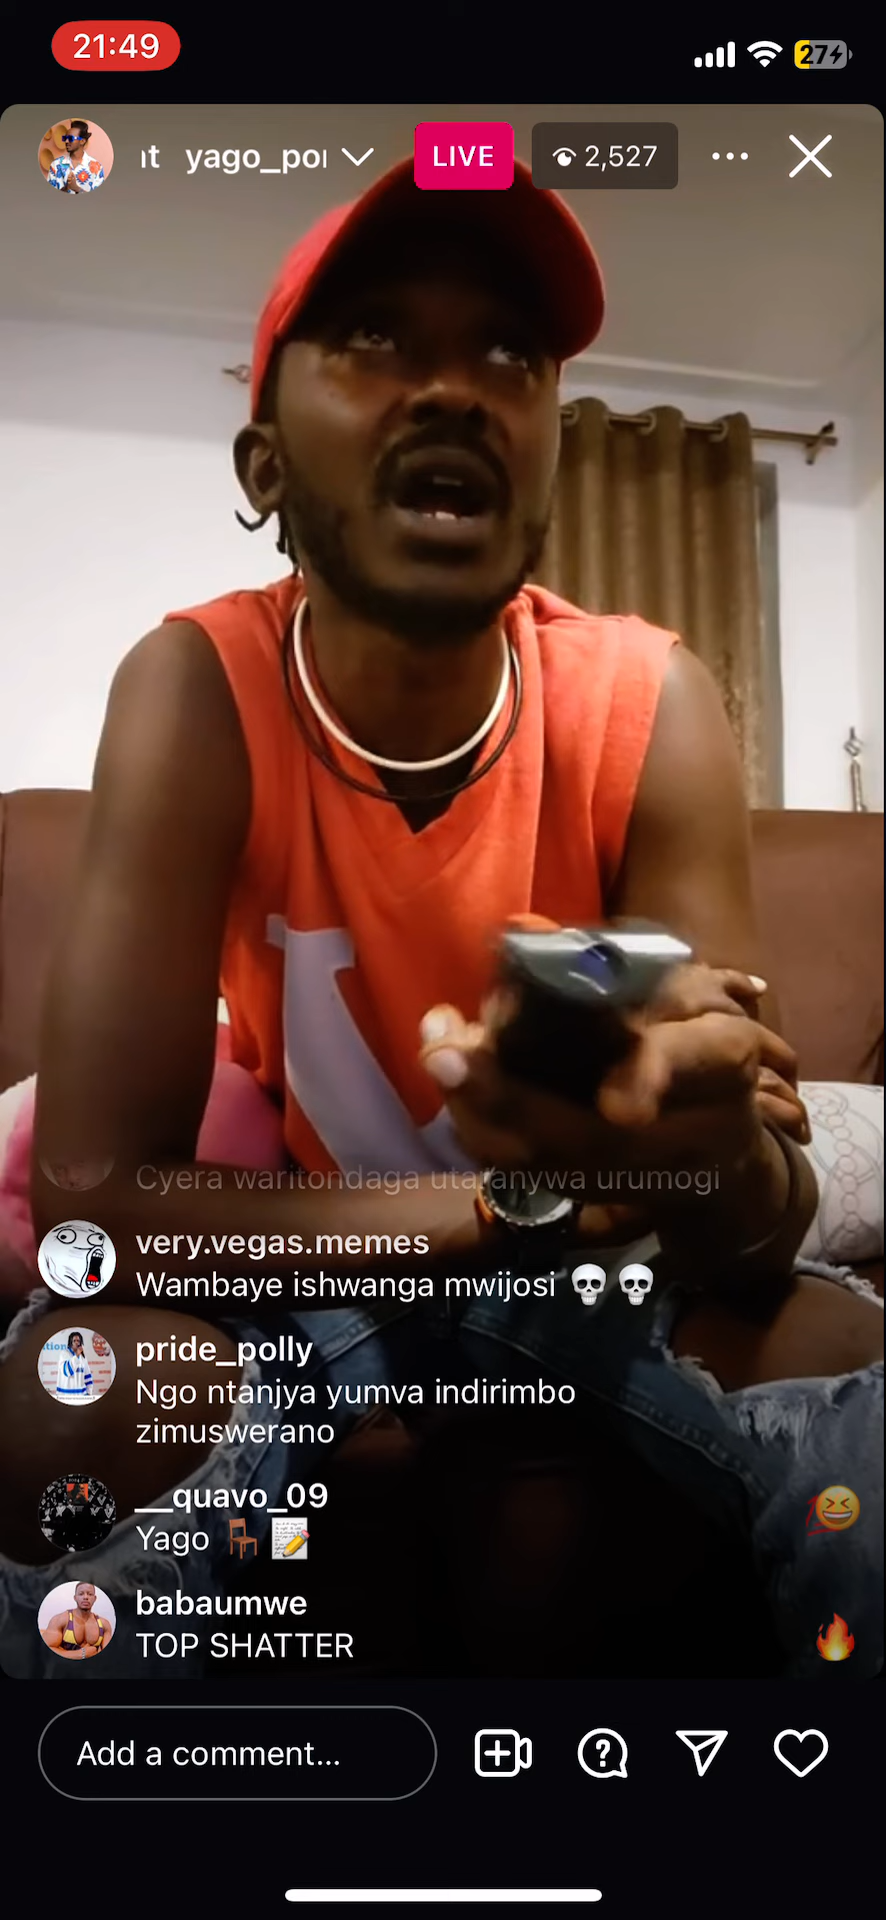 21:49
27
ıt yago_po
LIVE
2,527
Cyera waritondaga utaranywa urumogi
very.vegas.memes
Wambaye ishwanga mwijosi 💀💀
pride_polly
Ngo ntanjya yumva indirimbo
zimuswerano
__quavo_09
Yago 🪑 📝
babaumwe
TOP SHATTER
Add a comment...